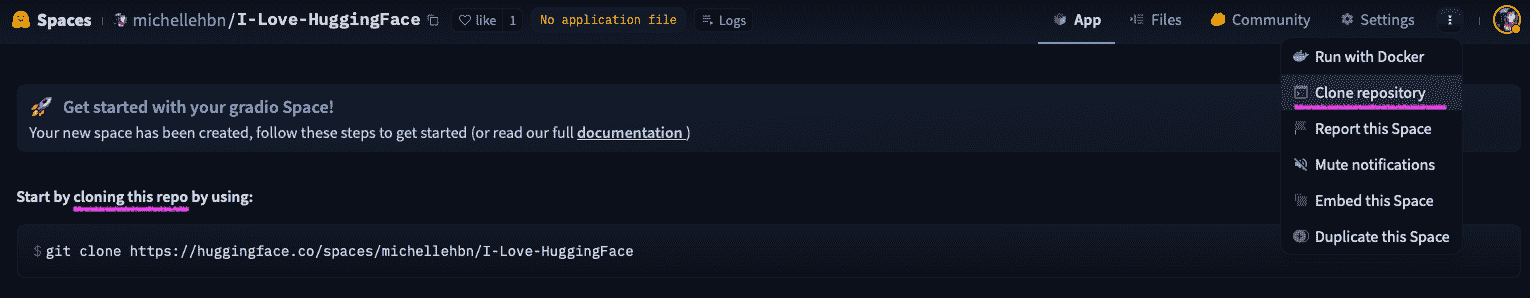 Spaces michellehbn/I-Love-HuggingFace like 1 No application file Logs App Files Community Settings
Run with Docker
Clone repository
Report this Space
Mute notifications
Embed this Space
Duplicate this Space
Get started with your gradio Space!
Your new space has been created, follow these steps to get started (or read our full documentation )
Start by cloning this repo by using:
$ git clone https://huggingface.co/spaces/michellehbn/I-Love-HuggingFace